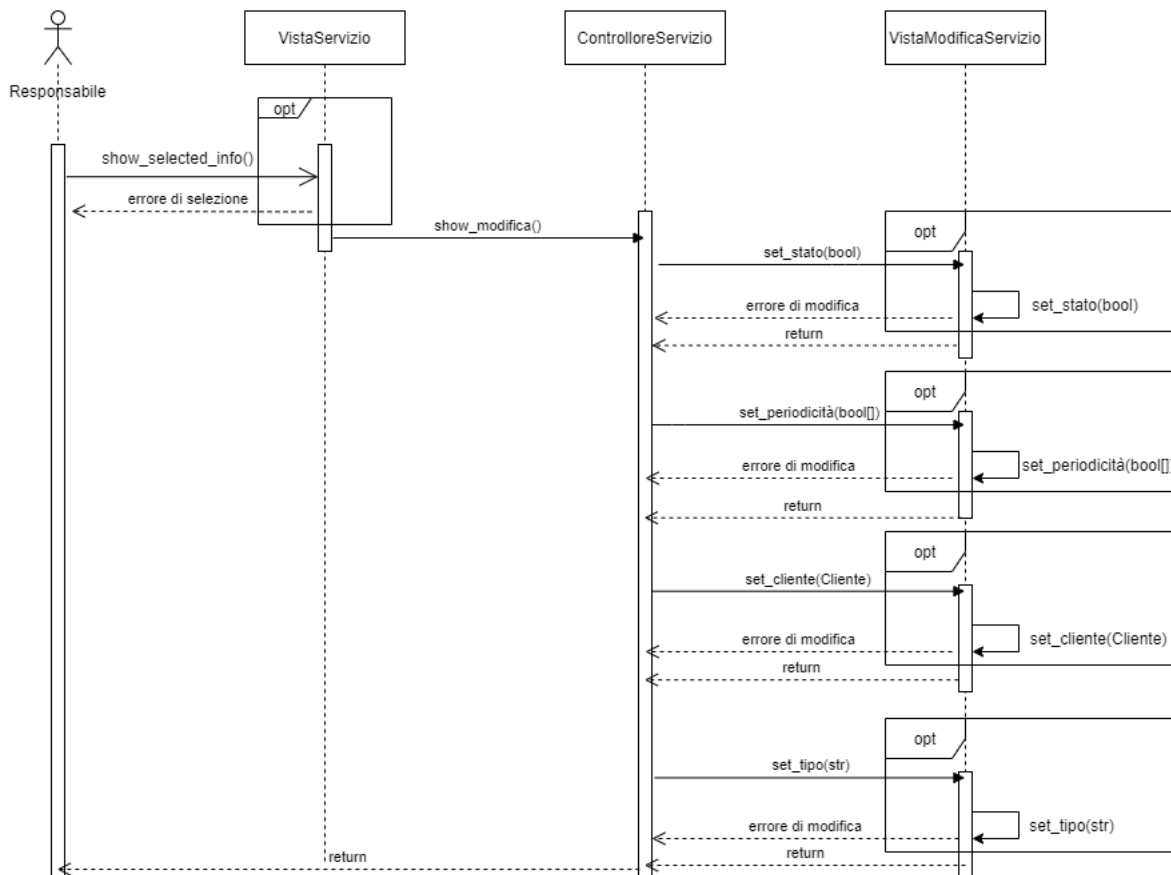 VistaServizio
ControlloreServizio
VistaModificaServizio
Responsabile
opt
show_selected_info()
errore di selezione
show_modifica()
opt
set_stato(bool)
set_stato(bool)
errore di modifica
return
opt
set_periodicità(bool[])
set_periodicità(bool[])
errore di modifica
return
opt
set_cliente(Cliente)
set_cliente(Cliente)
errore di modifica
return
opt
set_tipo(str)
set_tipo(str)
errore di modifica
return
return